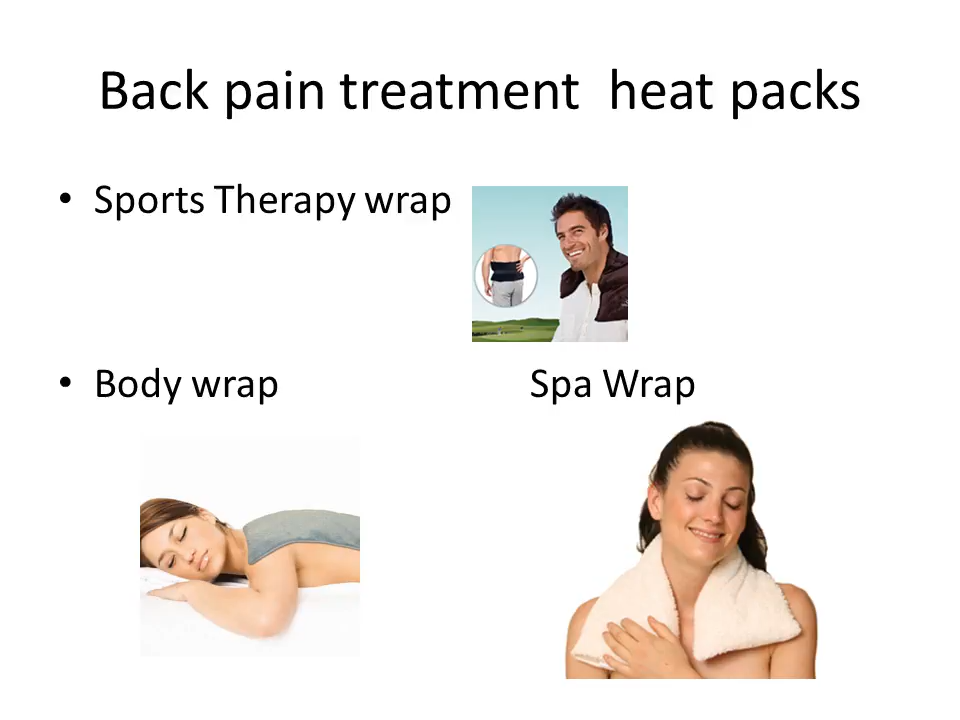 Back pain treatment  heat packs
• Sports Therapy wrap
• Body wrap Spa Wrap